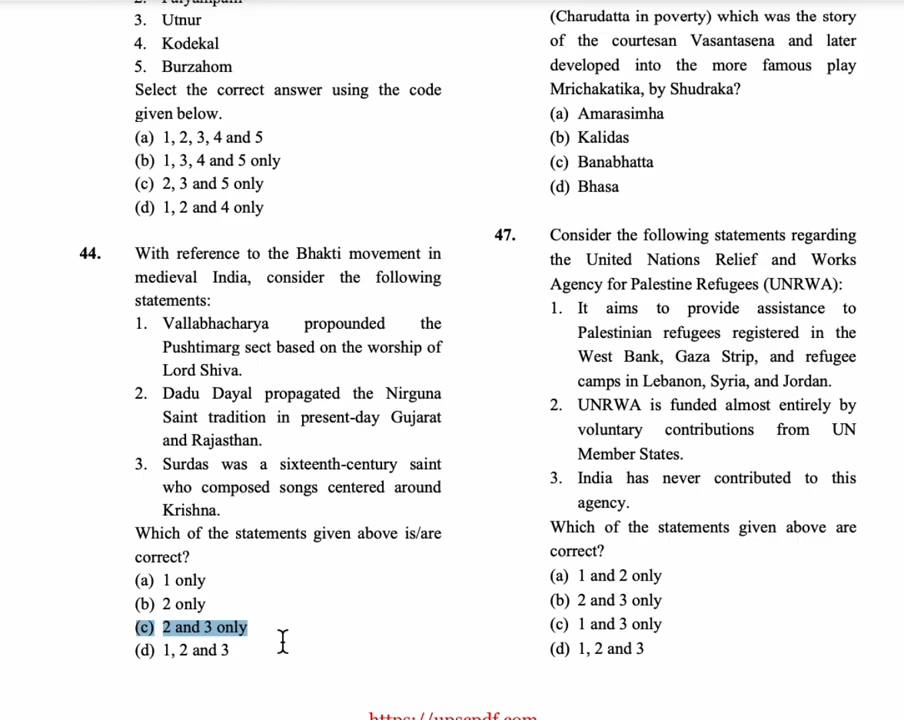 3. Utnur
4. Kodekal
5. Burzahom
Select the correct answer using the code
given below.
(a) 1, 2, 3, 4 and 5
(b) 1, 3, 4 and 5 only
(c) 2, 3 and 5 only
(d) 1, 2 and 4 only
44. With reference to the Bhakti movement in
medieval India, consider the following
statements:
1. Vallabhacharya propounded the
Pushtimarg sect based on the worship of
Lord Shiva.
2. Dadu Dayal propagated the Nirguna
Saint tradition in present-day Gujarat
and Rajasthan.
3. Surdas was a sixteenth-century saint
who composed songs centered around
Krishna.
Which of the statements given above is/are
correct?
(a) 1 only
(b) 2 only
(c) 2 and 3 only
(d) 1, 2 and 3
(Charudatta in poverty) which was the story
of the courtesan Vasantasena and later
developed into the more famous play
Mrichakatika, by Shudraka?
(a) Amarasimha
(b) Kalidas
(c) Banabhatta
(d) Bhasa
47. Consider the following statements regarding
the United Nations Relief and Works
Agency for Palestine Refugees (UNRWA):
1. It aims to provide assistance to
Palestinian refugees registered in the
West Bank, Gaza Strip, and refugee
camps in Lebanon, Syria, and Jordan.
2. UNRWA is funded almost entirely by
voluntary contributions from UN
Member States.
3. India has never contributed to this
agency.
Which of the statements given above are
correct?
(a) 1 and 2 only
(b) 2 and 3 only
(c) 1 and 3 only
(d) 1, 2 and 3